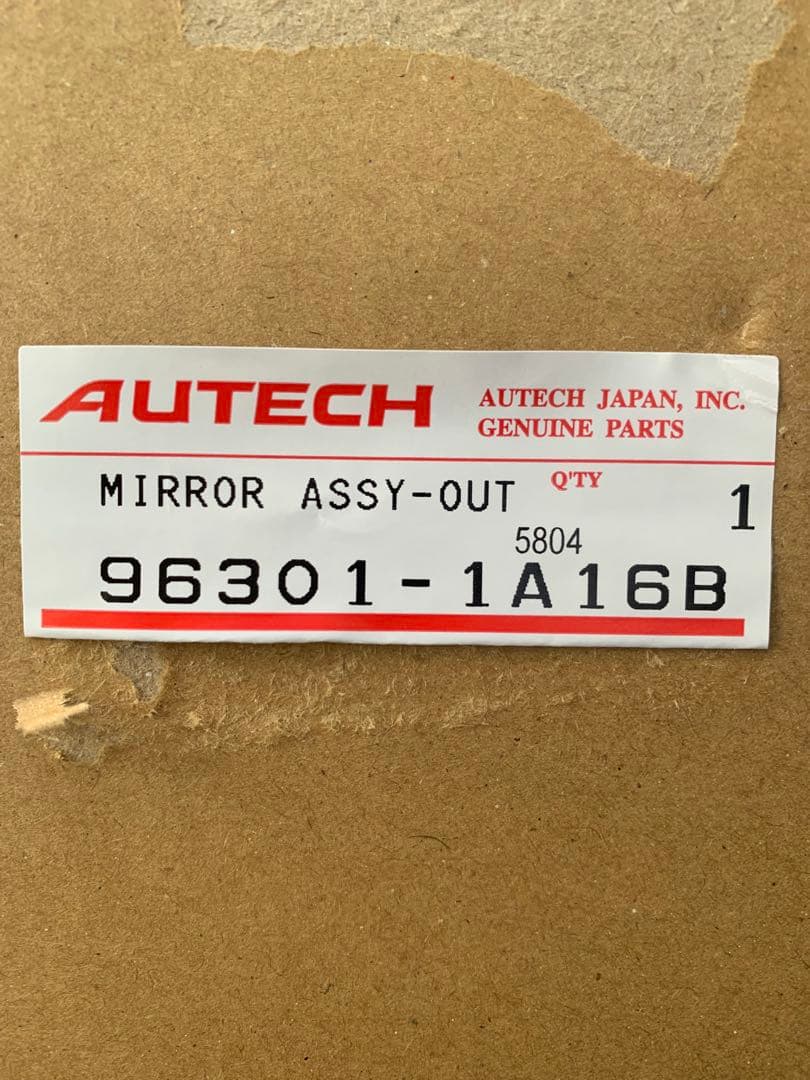 AUTECH
AUTECH JAPAN, INC.
GENUINE PARTS
MIRROR ASSY-OUT
Q'TY
1
5804
96301-1A16B